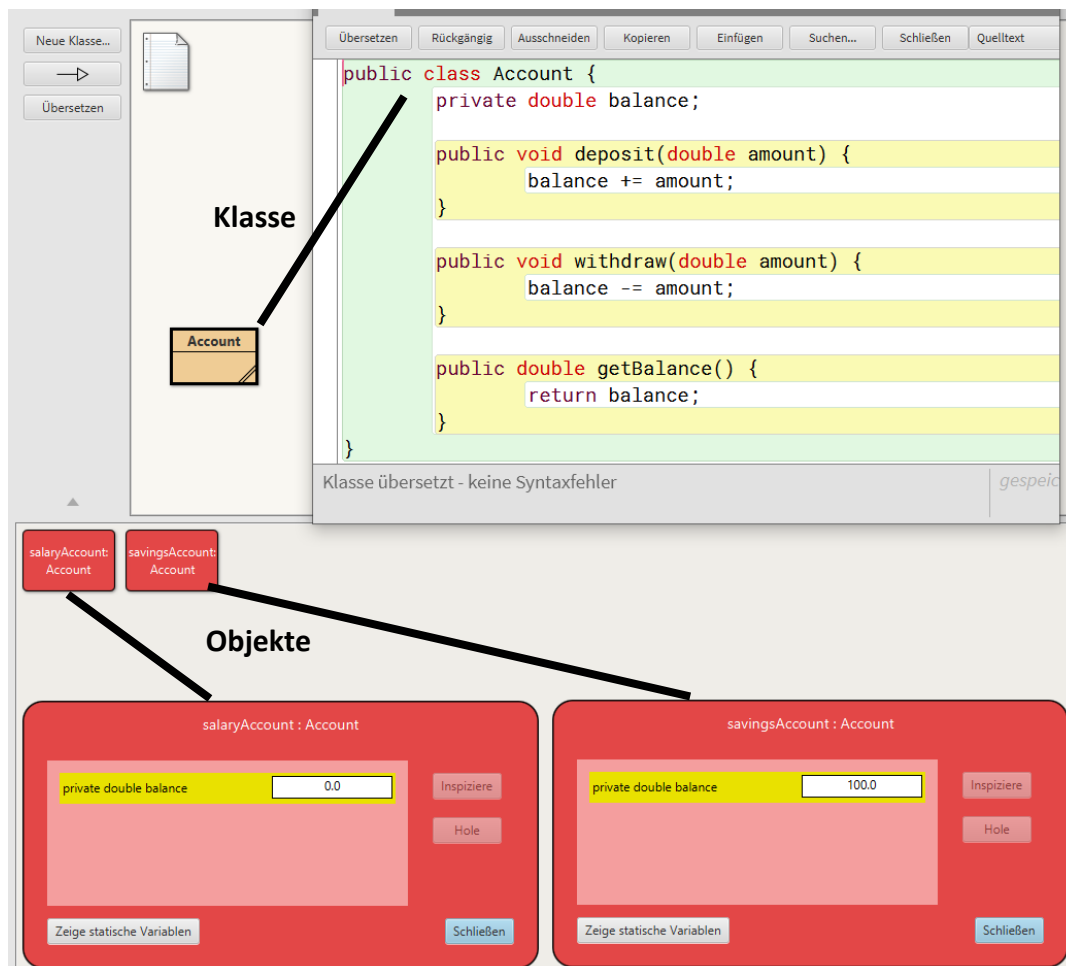 Neue Klasse...
Übersetzen
Übersetzen Rückgängig Ausschneiden Kopieren Einfügen Suchen... Schließen Quelltext
public class Account {
private double balance;
public void deposit(double amount) {
balance += amount;
}
public void withdraw(double amount) {
balance -= amount;
}
public double getBalance() {
return balance;
}
}
Klasse übersetzt - keine Syntaxfehler
gespeic
Klasse
Account
salaryAccount:
Account
savingsAccount:
Account
Objekte
salaryAccount : Account
private double balance 0.0
Inspiziere
Hole
Zeige statische Variablen
Schließen
savingsAccount : Account
private double balance 100.0
Inspiziere
Hole
Zeige statische Variablen
Schließen